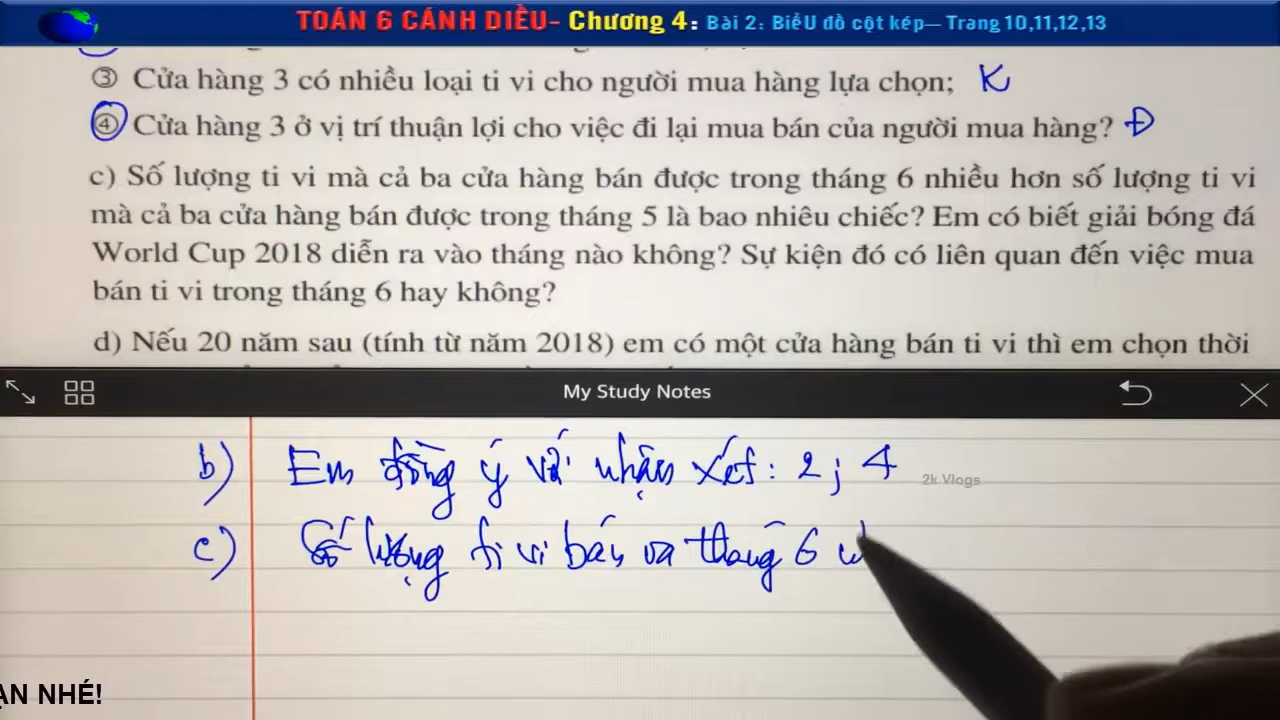 TOÁN 6 CÁNH DIỀU- Chương 4: Bài 2: BiểU đồ cột kép— Trang 10,11,12,13
③ Cửa hàng 3 có nhiều loại ti vi cho người mua hàng lựa chọn; K
④ Cửa hàng 3 ở vị trí thuận lợi cho việc đi lại mua bán của người mua hàng? Đ
c) Số lượng ti vi mà cả ba cửa hàng bán được trong tháng 6 nhiều hơn số lượng ti vi
mà cả ba cửa hàng bán được trong tháng 5 là bao nhiêu chiếc? Em có biết giải bóng đá
World Cup 2018 diễn ra vào tháng nào không? Sự kiện đó có liên quan đến việc mua
bán ti vi trong tháng 6 hay không?
d) Nếu 20 năm sau (tính từ năm 2018) em có một cửa hàng bán ti vi thì em chọn thời
My Study Notes
b) Em đồng ý với nhận xét: 2; 4
2k Vlogs
c) Số lượng ti vi bán ra tháng 6
ẠN NHÉ!